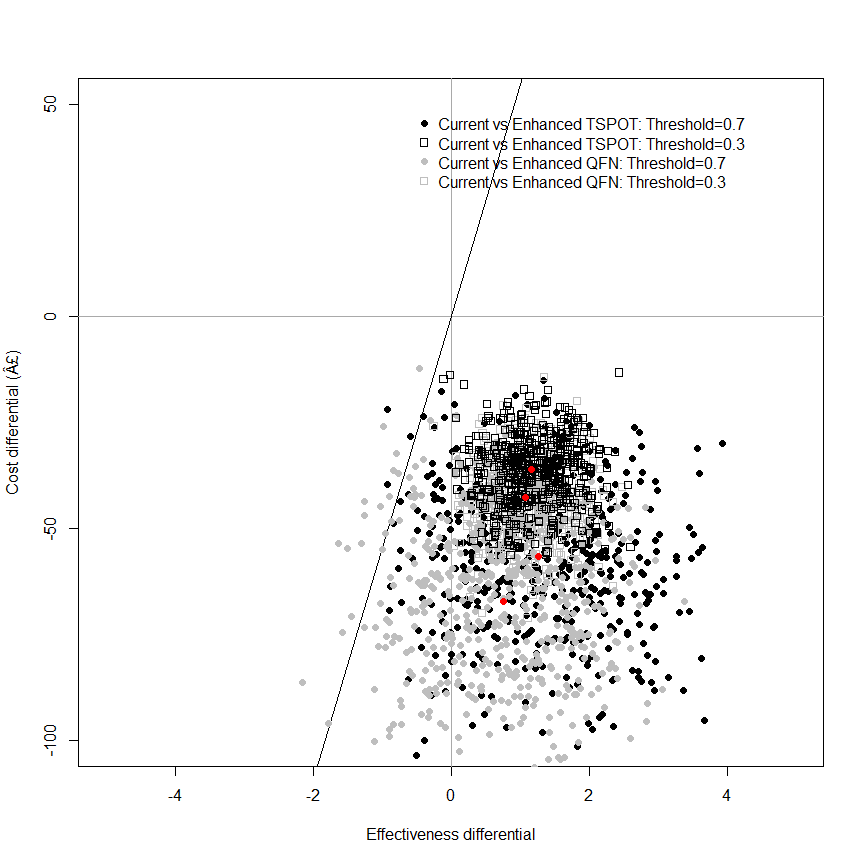 50
0
-50
-100
Cost differential (Â£)
Current vs Enhanced TSPOT: Threshold=0.7
Current vs Enhanced TSPOT: Threshold=0.3
Current vs Enhanced QFN: Threshold=0.7
Current vs Enhanced QFN: Threshold=0.3
-4 -2 0 2 4
Effectiveness differential